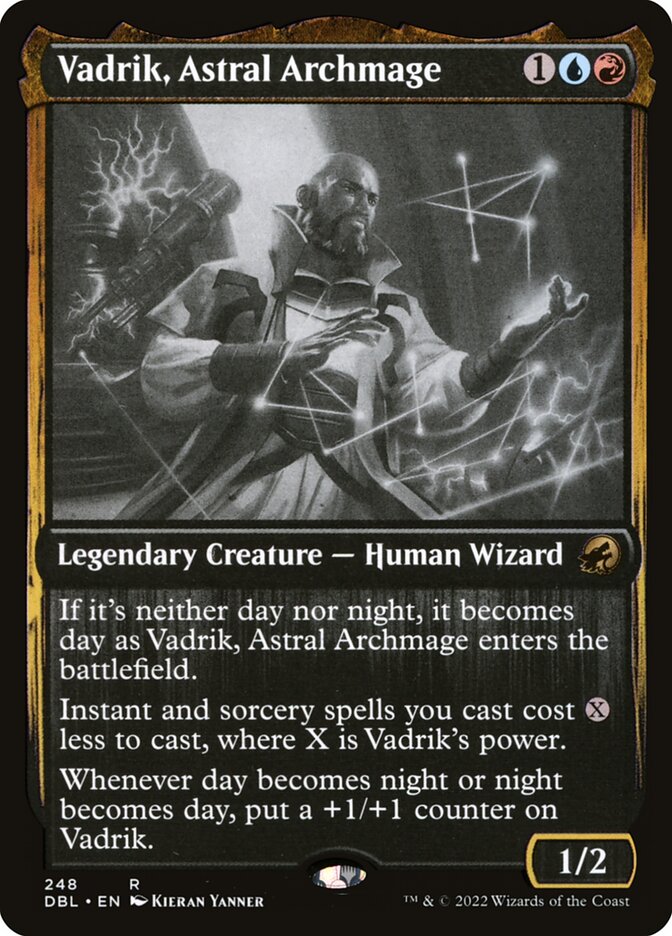 Vadrik, Astral Archmage 1
Legendary Creature — Human Wizard
If it's neither day nor night, it becomes
day as Vadrik, Astral Archmage enters the
battlefield.
Instant and sorcery spells you cast cost X
less to cast, where X is Vadrik's power.
Whenever day becomes night or night
becomes day, put a +1/+1 counter on
Vadrik.
1/2
248 R
DBL • EN KIERAN YANNER
™ & © 2022 Wizards of the Coast